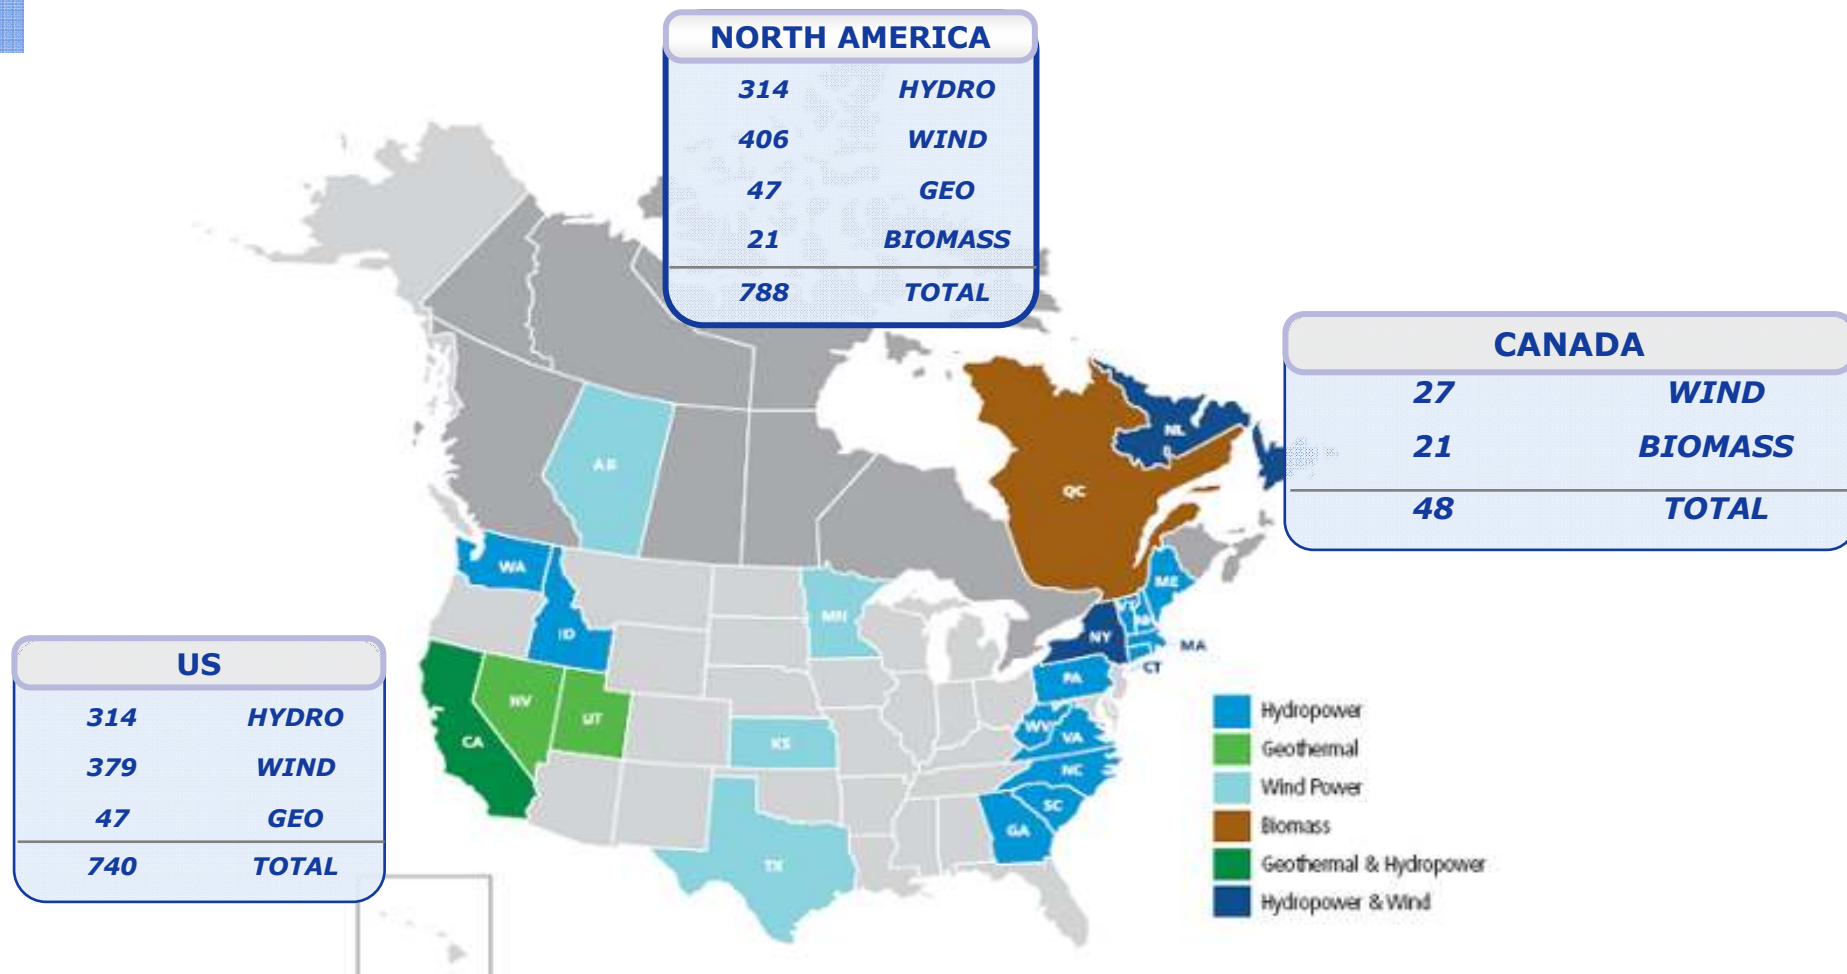 NORTH AMERICA
314 HYDRO
406 WIND
47 GEO
21 BIOMASS
788 TOTAL
CANADA
27 WIND
21 BIOMASS
48 TOTAL
US
314 HYDRO
379 WIND
47 GEO
740 TOTAL
AB
NL
QC
WA
ME
MN
ID
NY
MA
CT
PA
NV
UT
WV
VA
CA
KS
NC
SC
GA
TX
Hydropower
Geothermal
Wind Power
Biomass
Geothermal & Hydropower
Hydropower & Wind